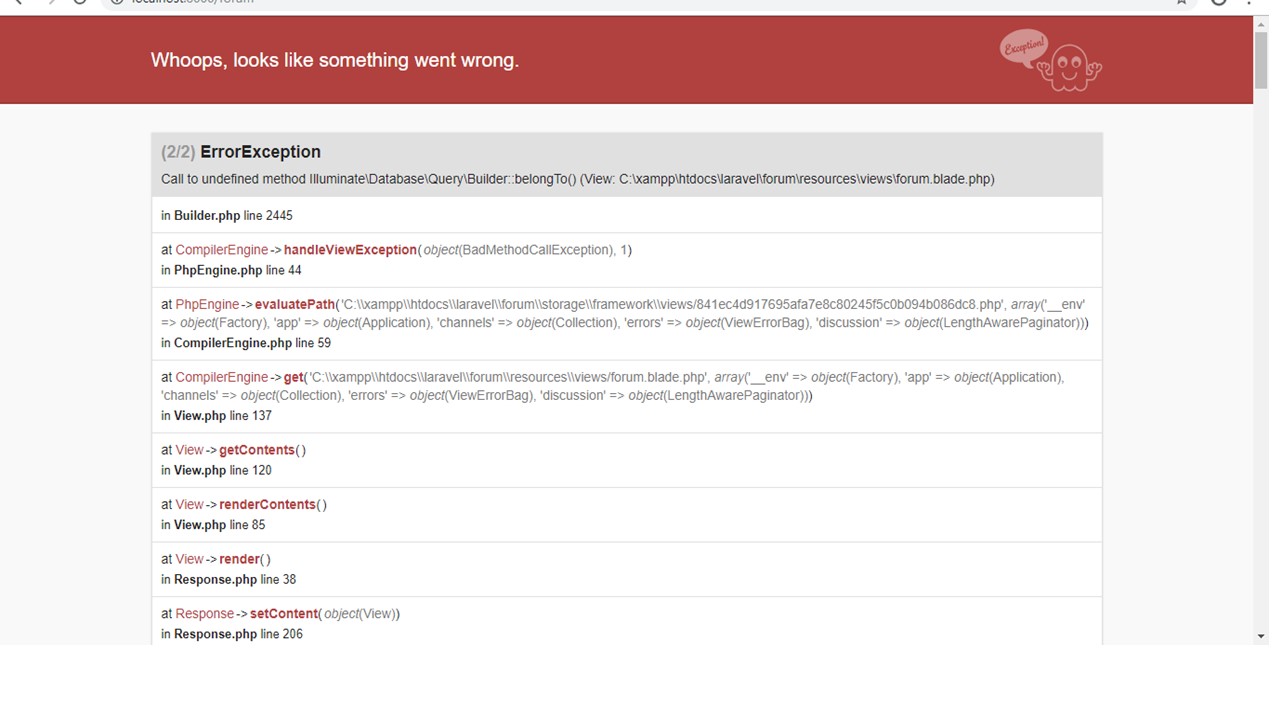 Whoops, looks like something went wrong.
Exception!
(2/2) ErrorException
Call to undefined method Illuminate\Database\Query\Builder::belongTo() (View: C:\xampp\htdocs\laravel\forum\resources\views\forum.blade.php)
in Builder.php line 2445
at CompilerEngine->handleViewException(object(BadMethodCallException), 1)
in PhpEngine.php line 44
at PhpEngine->evaluatePath('C:\\xampp\\htdocs\\laravel\\forum\\storage\\framework\\views/841ec4d917695afa7e8c80245f5c0b094b086dc8.php', array('__env'
=> object(Factory), 'app' => object(Application), 'channels' => object(Collection), 'errors' => object(ViewErrorBag), 'discussion' => object(LengthAwarePaginator)))
in CompilerEngine.php line 59
at CompilerEngine->get('C:\\xampp\\htdocs\\laravel\\forum\\resources\\views/forum.blade.php', array('__env' => object(Factory), 'app' => object(Application),
'channels' => object(Collection), 'errors' => object(ViewErrorBag), 'discussion' => object(LengthAwarePaginator)))
in View.php line 137
at View->getContents()
in View.php line 120
at View->renderContents()
in View.php line 85
at View->render()
in Response.php line 38
at Response->setContent(object(View))
in Response.php line 206